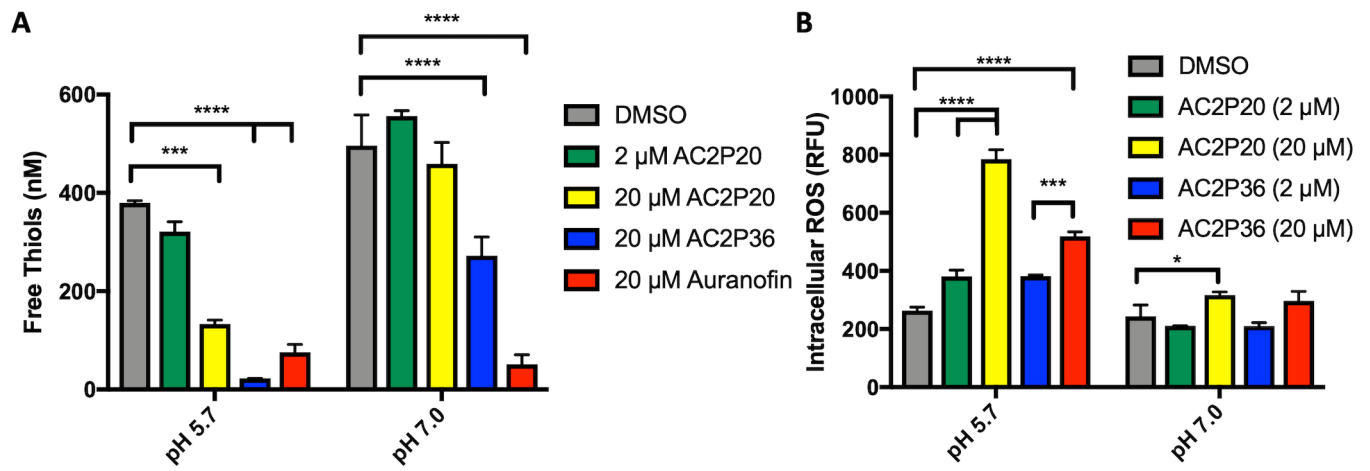 A
Free Thiols (nM)
600
400
200
0
****
***
****
****
pH 5.7
pH 7.0
DMSO
2 µM AC2P20
20 µM AC2P20
20 µM AC2P36
20 µM Auranofin
B
Intracellular ROS (RFU)
1000
800
600
400
200
0
****
****
***
*
pH 5.7
pH 7.0
DMSO
AC2P20 (2 µM)
AC2P20 (20 µM)
AC2P36 (2 µM)
AC2P36 (20 µM)